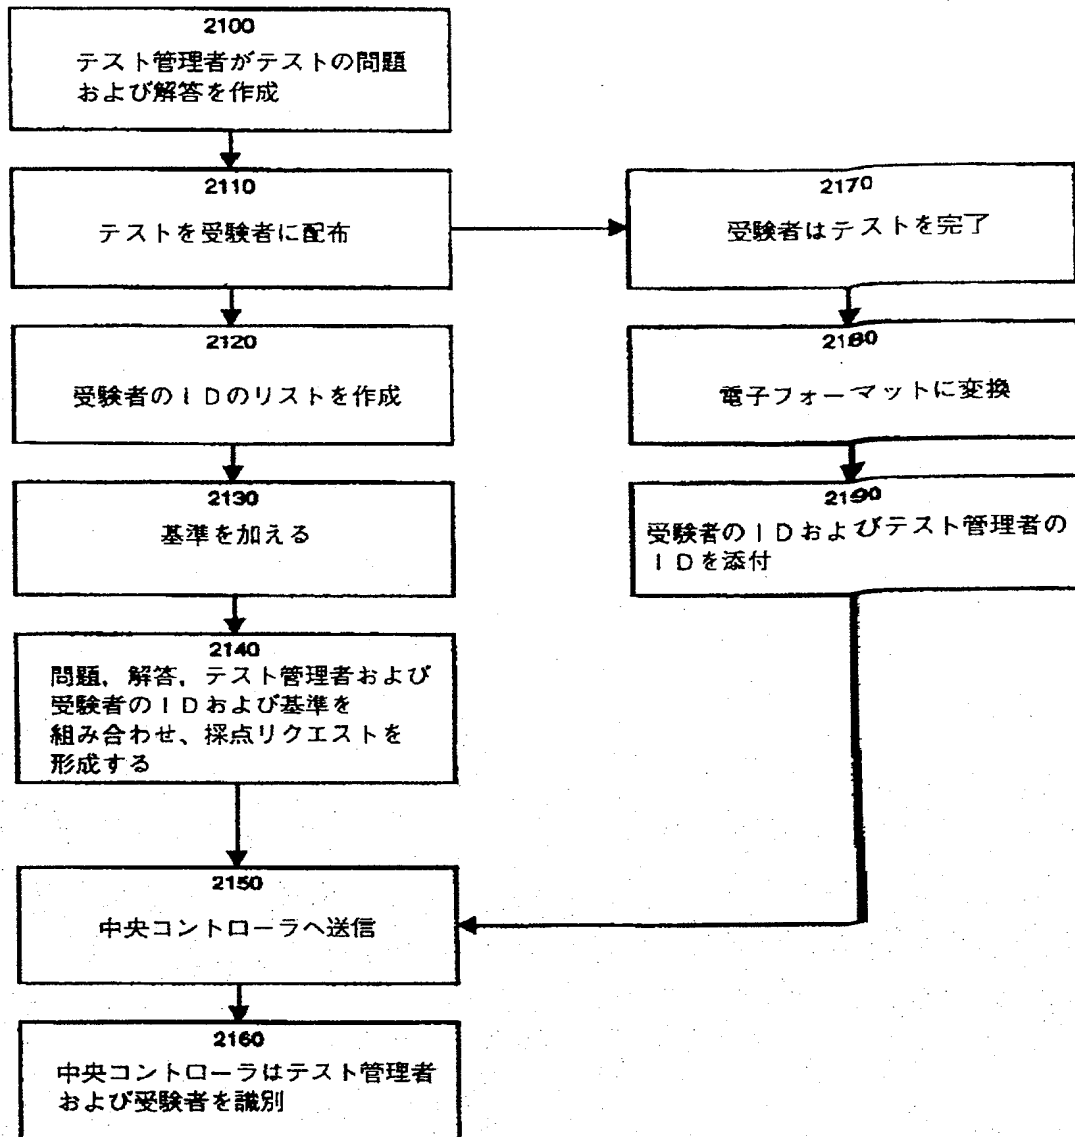 2100
テスト管理者がテストの問題
および解答を作成
2110
テストを受験者に配布
2120
受験者のIDのリストを作成
2130
基準を加える
2140
問題、解答、テスト管理者および
受験者のIDおよび基準を
組み合わせ、採点リクエストを
形成する
2150
中央コントローラへ送信
2160
中央コントローラはテスト管理者
および受験者を識別
2170
受験者はテストを完了
2180
電子フォーマットに変換
2190
受験者のIDおよびテスト管理者の
IDを添付